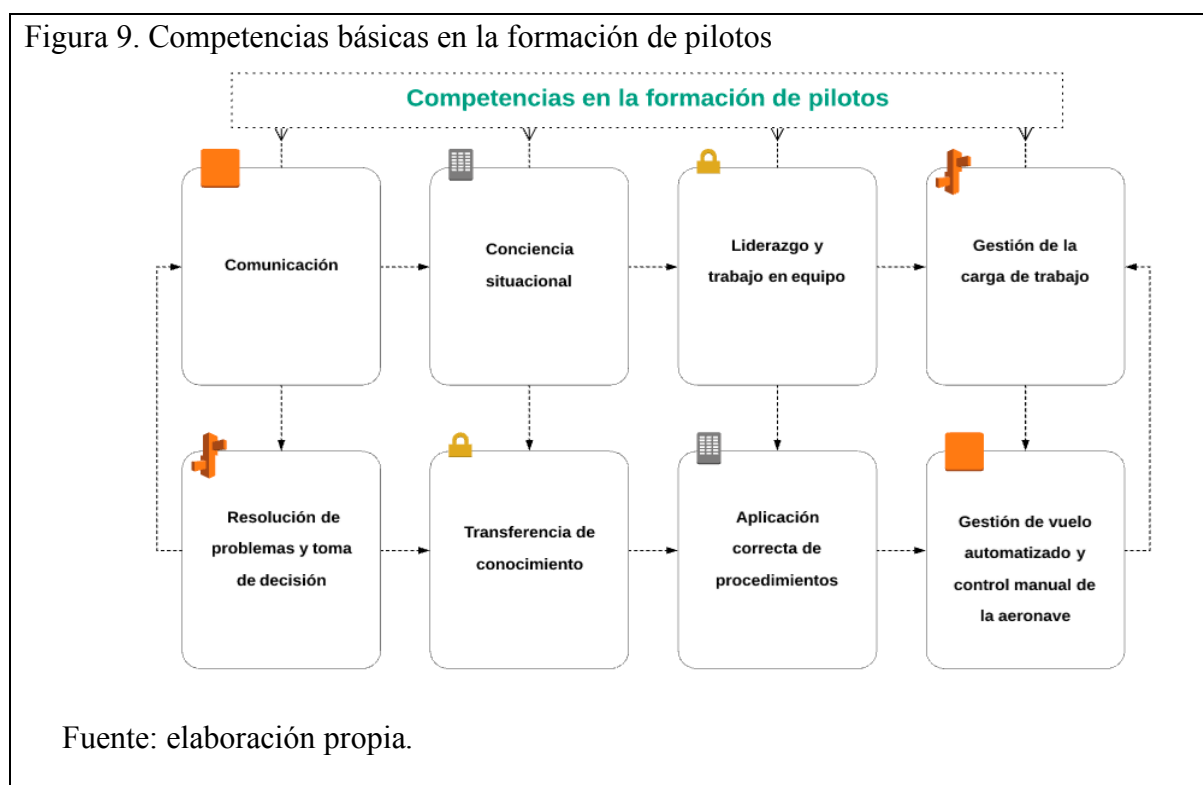 Figura 9. Competencias básicas en la formación de pilotos
Competencias en la formación de pilotos
Comunicación
Conciencia
situacional
Liderazgo y
trabajo en equipo
Gestión de la
carga de trabajo
Resolución de
problemas y toma
de decisión
Transferencia de
conocimiento
Aplicación
correcta de
procedimientos
Gestión de vuelo
automatizado y
control manual de
la aeronave
Fuente: elaboración propia.